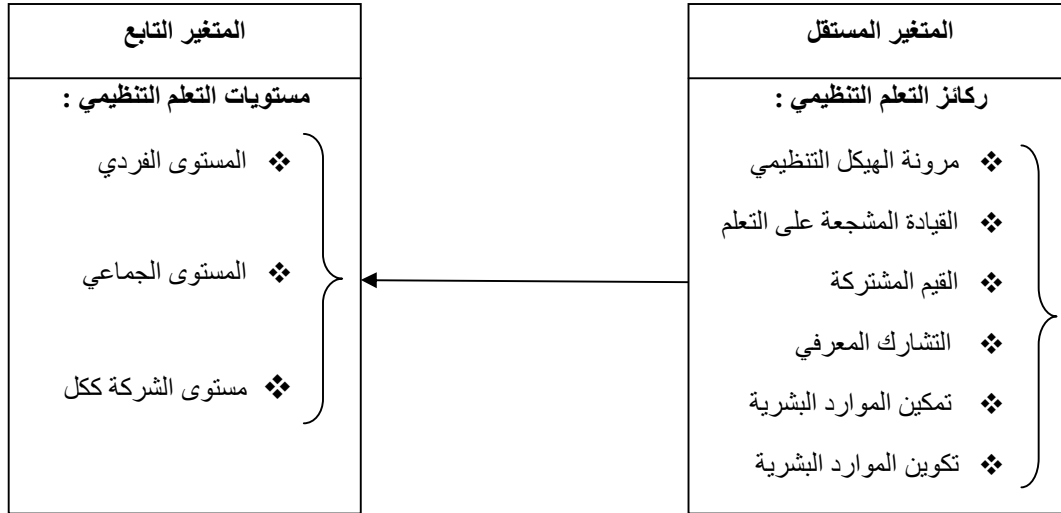 المتغير المستقل
ركائز التعلم التنظيمي :
❖ مرونة الهيكل التنظيمي
❖ القيادة المشجعة على التعلم
❖ القيم المشتركة
❖ التشارك المعرفي
❖ تمكين الموارد البشرية
❖ تكوين الموارد البشرية
المتغير التابع
مستويات التعلم التنظيمي :
❖ المستوى الفردي
❖ المستوى الجماعي
❖ مستوى الشركة ككل